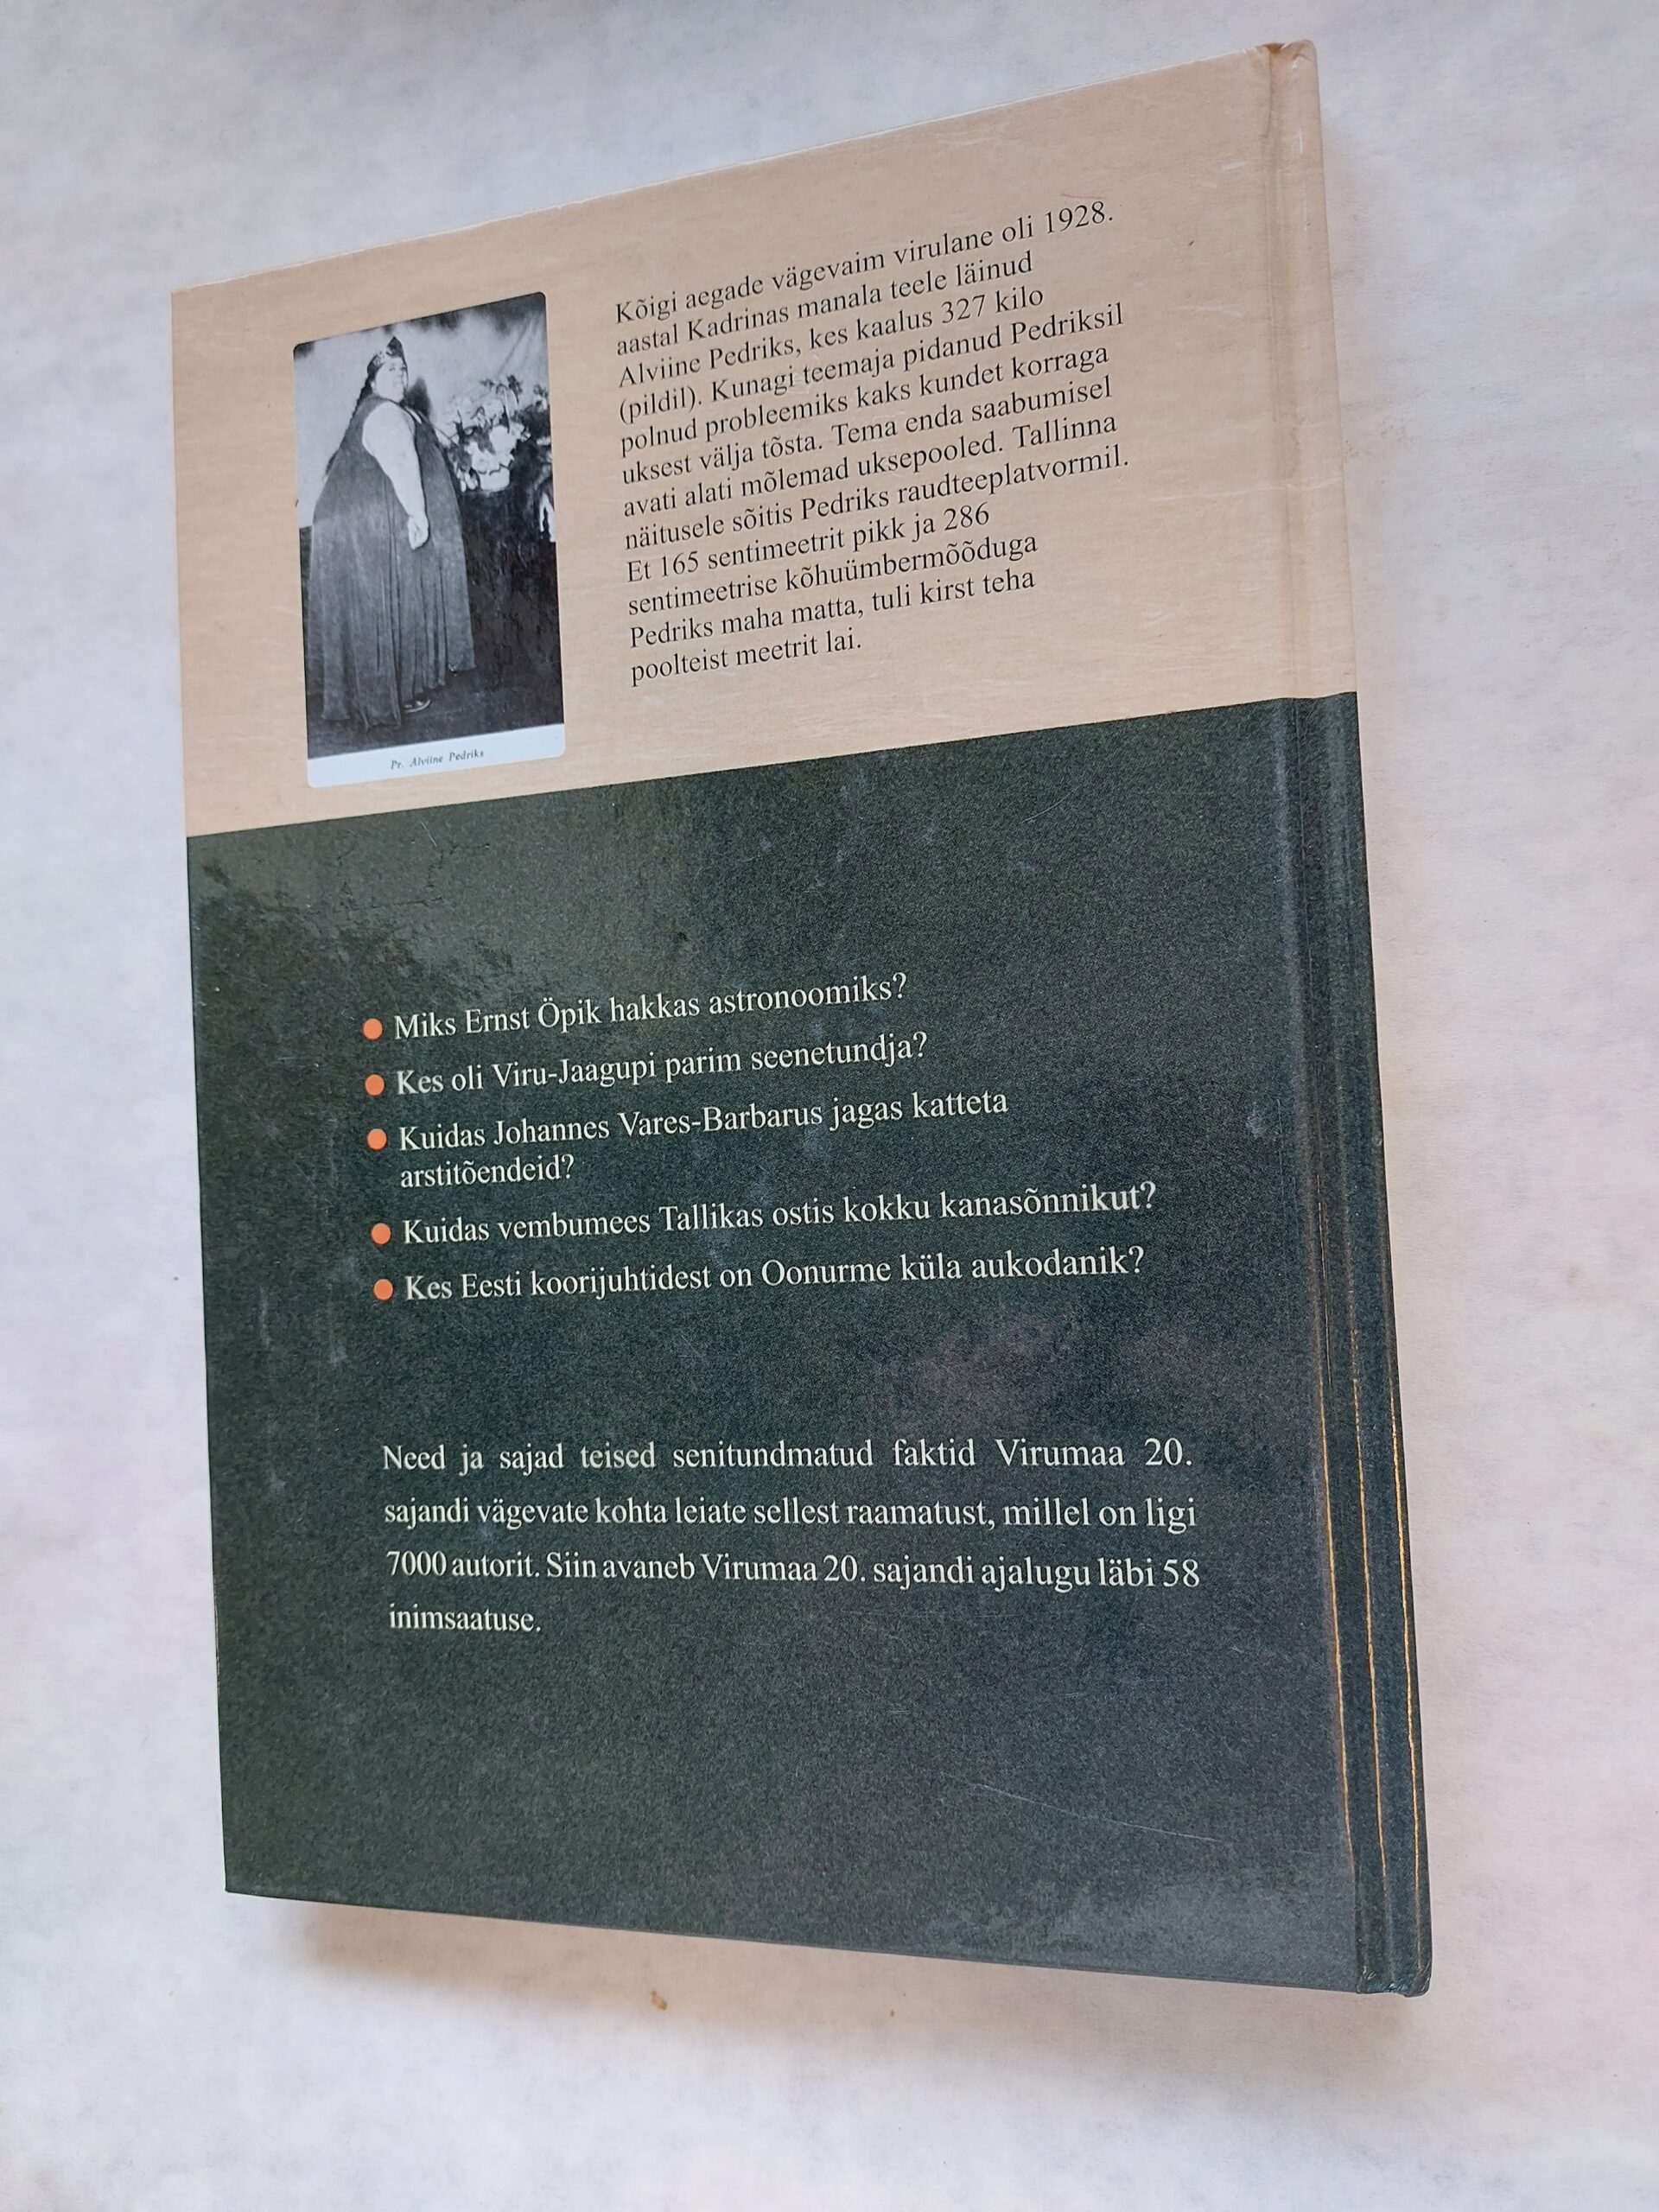 Kõigi aegade vägevaim virulane oli 1928.
aastal Kadrinas manala teele läinud
Alviine Pedriks, kes kaalus 327 kilo
(pildil). Kunagi teemaja pidanud Pedriksil
polnud probleemiks kaks kundet korraga
uksest välja tõsta. Tema enda saabumisel
avati alati mõlemad uksepooled. Tallinna
näitusele sõitis Pedriks raudteeplatvormil.
Et 165 sentimeetrit pikk ja 286
sentimeetrise kõhuümbermõõduga
Pedriks maha matta, tuli kirst teha
poolteist meetrit lai.
Pr. Alviine Pedriks
● Miks Ernst Öpik hakkas astronoomiks?
● Kes oli Viru-Jaagupi parim seenetundja?
● Kuidas Johannes Vares-Barbarus jagas katteta
arstitõendeid?
● Kuidas vembumees Tallikas ostis kokku kanasõnnikut?
● Kes Eesti koorijuhtidest on Oonurme küla aukodanik?
Need ja sajad teised senitundmatud faktid Virumaa 20.
sajandi vägevate kohta leiate sellest raamatust, millel on ligi
7000 autorit. Siin avaneb Virumaa 20. sajandi ajalugu läbi 58
inimsaatuse.